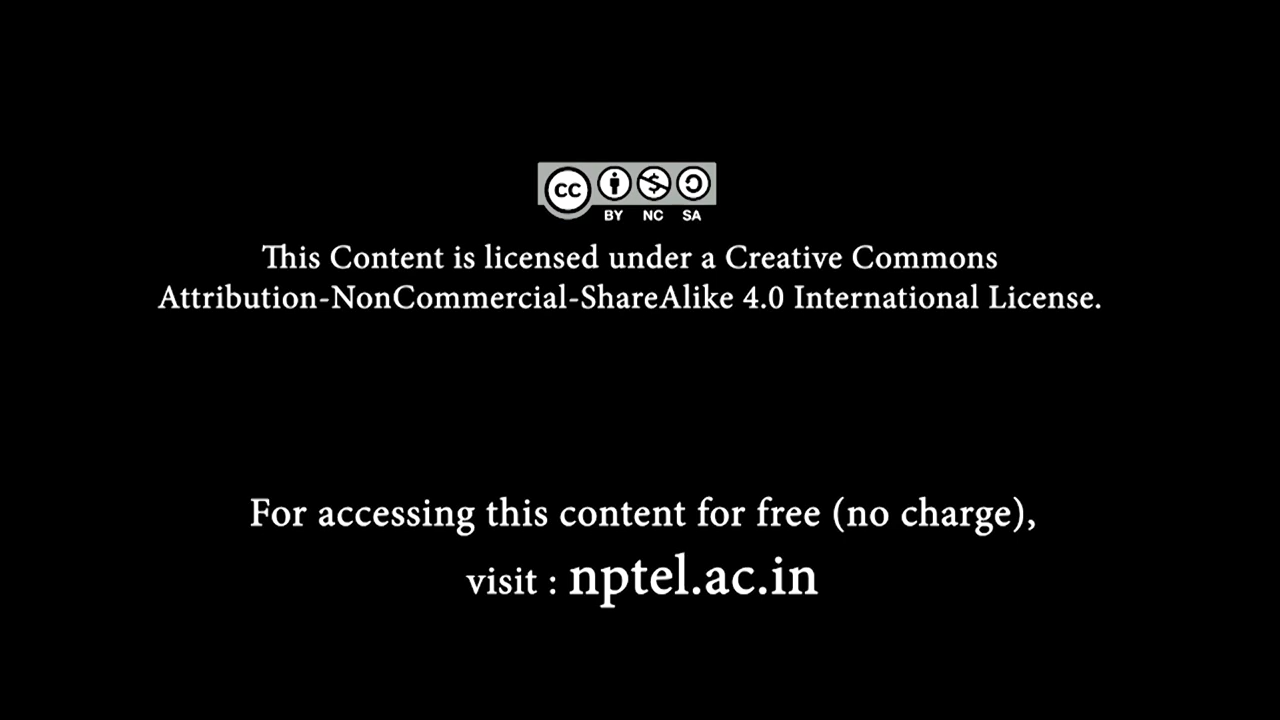 CC BY NC SA
This Content is licensed under a Creative Commons
Attribution-NonCommercial-ShareAlike 4.0 International License.
For accessing this content for free (no charge),
visit : nptel.ac.in